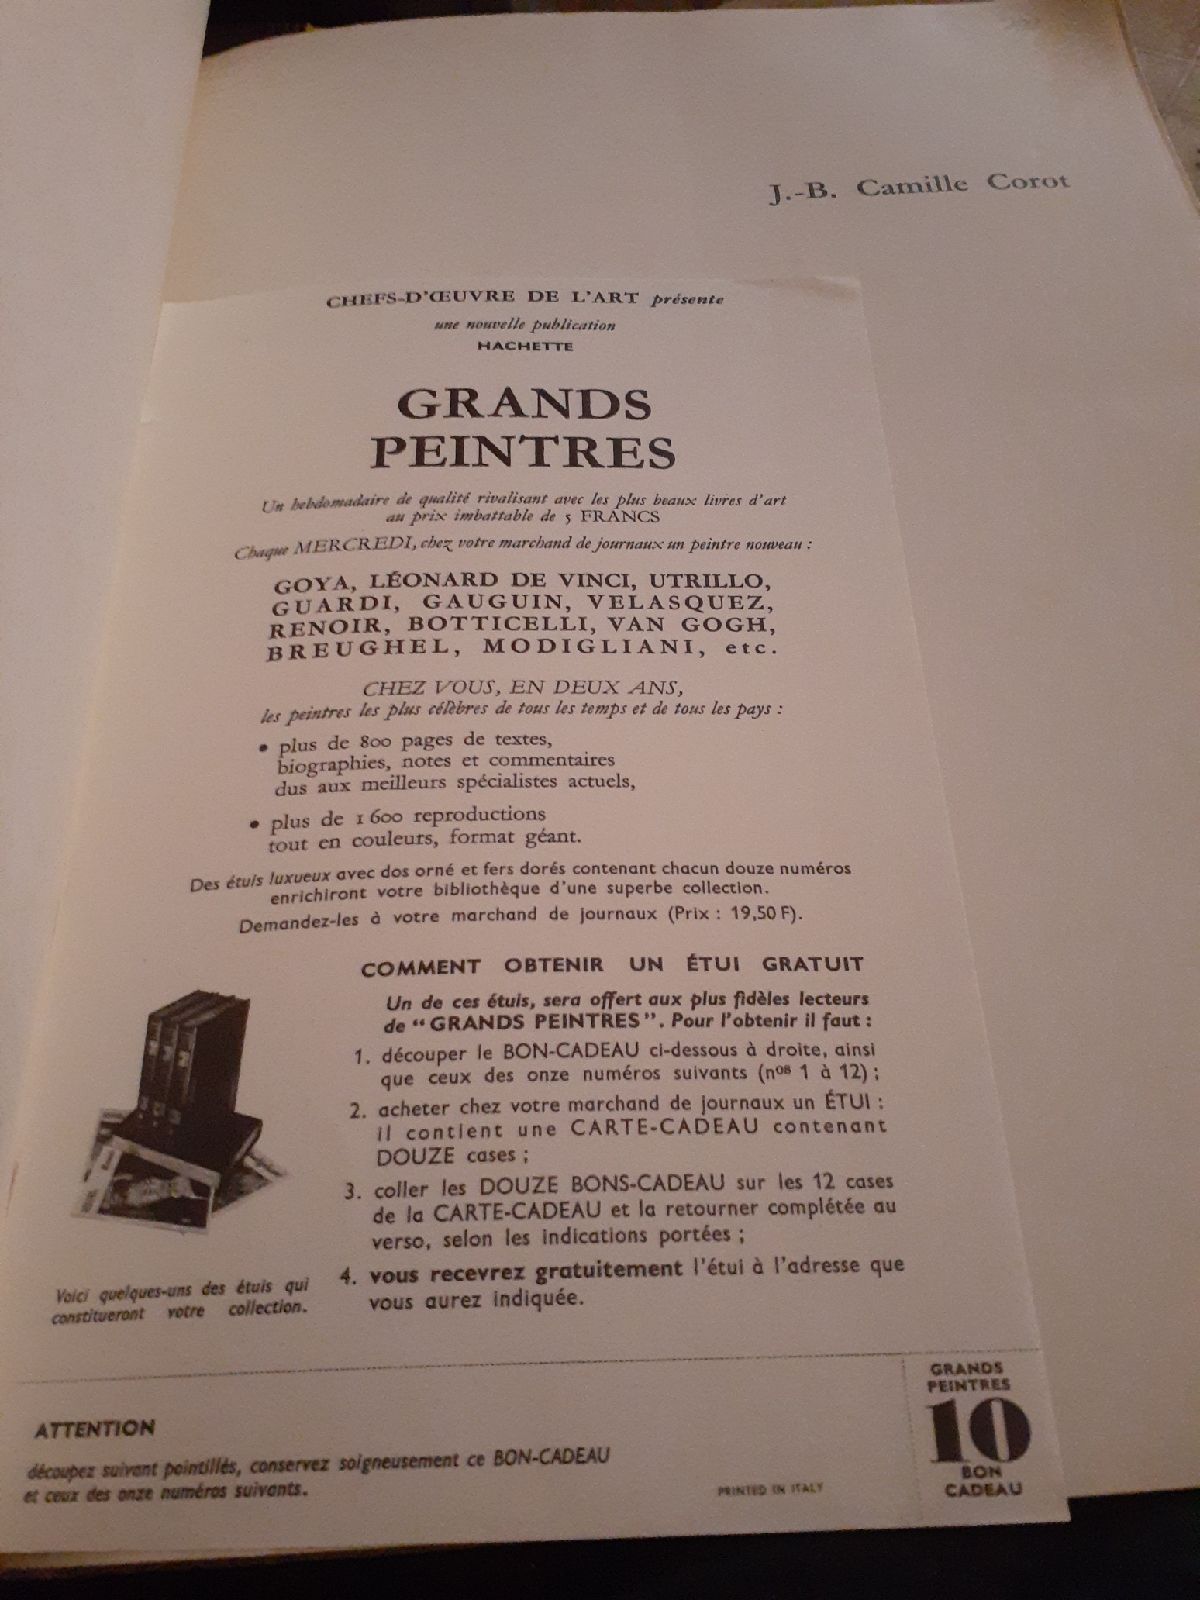 J.-B. Camille Corot
CHEFS-D'ŒUVRE DE L'ART présente
une nouvelle publication
HACHETTE
GRANDS
PEINTRES
Un hebdomadaire de qualité rivalisant avec les plus beaux livres d'art
au prix imbattable de 5 FRANCS
Chaque MERCREDI, chez votre marchand de journaux un peintre nouveau :
GOYA, LÉONARD DE VINCI, UTRILLO,
GUARDI, GAUGUIN, VELASQUEZ,
RENOIR, BOTTICELLI, VAN GOGH,
BREUGHEL, MODIGLIANI, etc.
CHEZ VOUS, EN DEUX ANS,
les peintres les plus célèbres de tous les temps et de tous les pays :
• plus de 800 pages de textes,
biographies, notes et commentaires
dus aux meilleurs spécialistes actuels,
• plus de 1 600 reproductions
tout en couleurs, format géant.
Des étuis luxueux avec dos orné et fers dorés contenant chacun douze numéros
enrichiront votre bibliothèque d'une superbe collection.
Demandez-les à votre marchand de journaux (Prix : 19,50 F).
COMMENT OBTENIR UN ÉTUI GRATUIT
Un de ces étuis, sera offert aux plus fidèles lecteurs
de "GRANDS PEINTRES". Pour l'obtenir il faut :
1. découper le BON-CADEAU ci-dessous à droite, ainsi
que ceux des onze numéros suivants (nos 1 à 12) ;
2. acheter chez votre marchand de journaux un ÉTUI :
il contient une CARTE-CADEAU contenant
DOUZE cases ;
3. coller les DOUZE BONS-CADEAU sur les 12 cases
de la CARTE-CADEAU et la retourner complétée au
verso, selon les indications portées ;
4. vous recevrez gratuitement l'étui à l'adresse que
vous aurez indiquée.
Voici quelques-uns des étuis qui
constitueront votre collection.
ATTENTION
découpez suivant pointillés, conservez soigneusement ce BON-CADEAU
et ceux des onze numéros suivants.
PRINTED IN ITALY
GRANDS
PEINTRES
10
BON
CADEAU